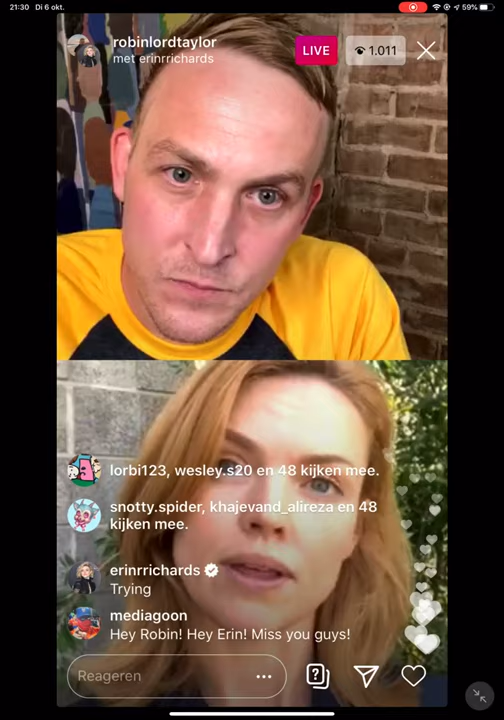 21:30 Di 6 okt.
59%
robinlordtaylor
met erinrrichards
LIVE
1.011
lorbi123, wesley.s20 en 48 kijken mee.
snotty.spider, khajevand_alireza en 48
kijken mee.
erinrrichards
Trying
mediagoon
Hey Robin! Hey Erin! Miss you guys!
Reageren